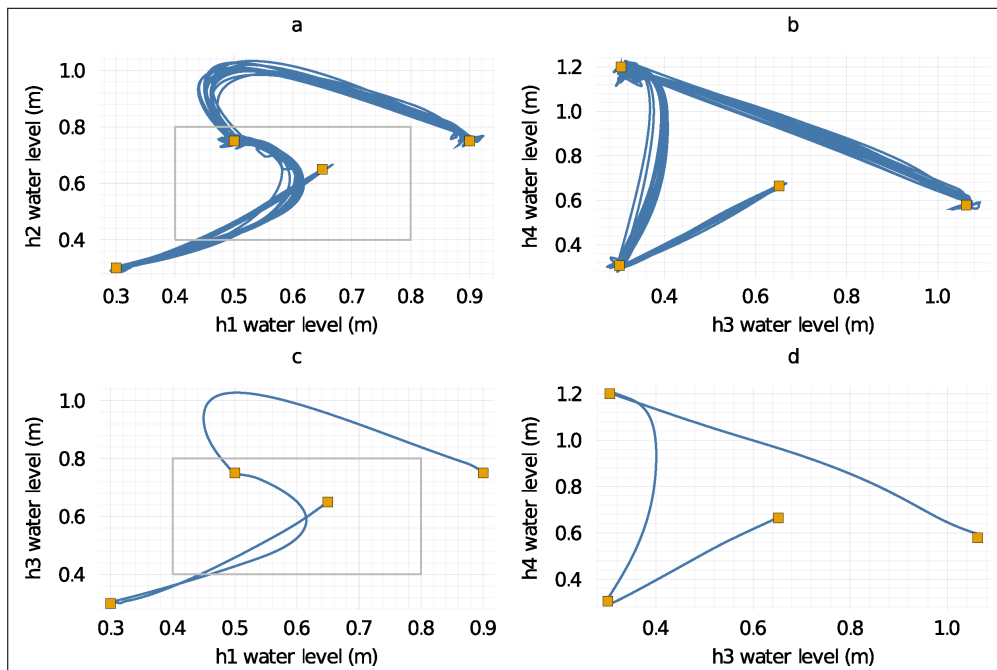 a
1.0
0.8
0.6
0.4
h2 water level (m)
0.3 0.4 0.5 0.6 0.7 0.8 0.9
h1 water level (m)
b
1.2
1.0
0.8
0.6
0.4
h4 water level (m)
0.4 0.6 0.8 1.0
h3 water level (m)
c
1.0
0.8
0.6
0.4
h3 water level (m)
0.3 0.4 0.5 0.6 0.7 0.8 0.9
h1 water level (m)
d
1.2
1.0
0.8
0.6
0.4
h4 water level (m)
0.4 0.6 0.8 1.0
h3 water level (m)